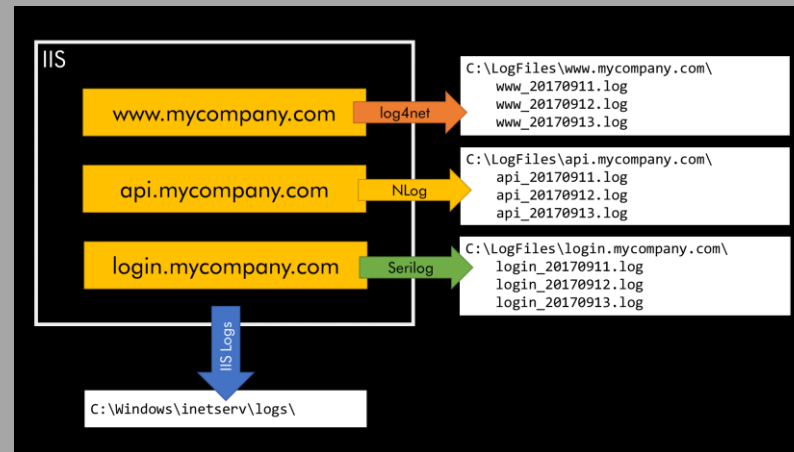 IIS
www.mycompany.com
log4net
C:\LogFiles\www.mycompany.com\
www_20170911.log
www_20170912.log
www_20170913.log
api.mycompany.com
NLog
C:\LogFiles\api.mycompany.com\
api_20170911.log
api_20170912.log
api_20170913.log
login.mycompany.com
Serilog
C:\LogFiles\login.mycompany.com\
login_20170911.log
login_20170912.log
login_20170913.log
IIS Logs
C:\Windows\inetserv\logs\